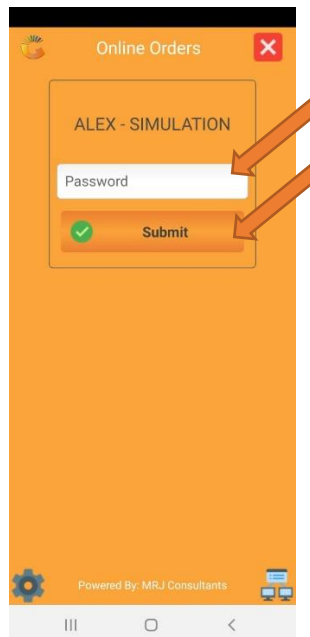 Online Orders
ALEX - SIMULATION
Password
Submit
Powered By: MRJ Consultants